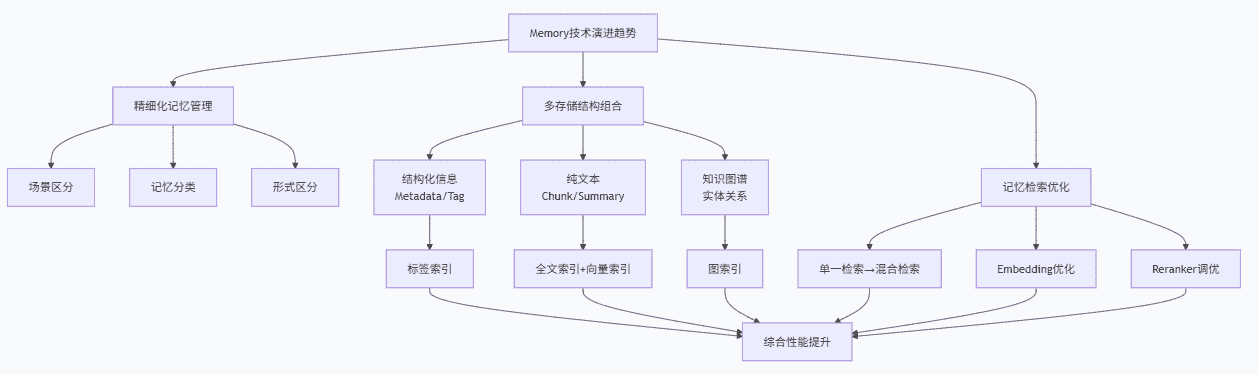 Memory技术演进趋势
精细化记忆管理
多存储结构组合
场景区分
记忆分类
形式区分
结构化信息
Metadata/Tag
纯文本
Chunk/Summary
知识图谱
实体关系
记忆检索优化
标签索引
全文索引+向量索引
图索引
单一检索→混合检索
Embedding优化
Reranker调优
综合性能提升